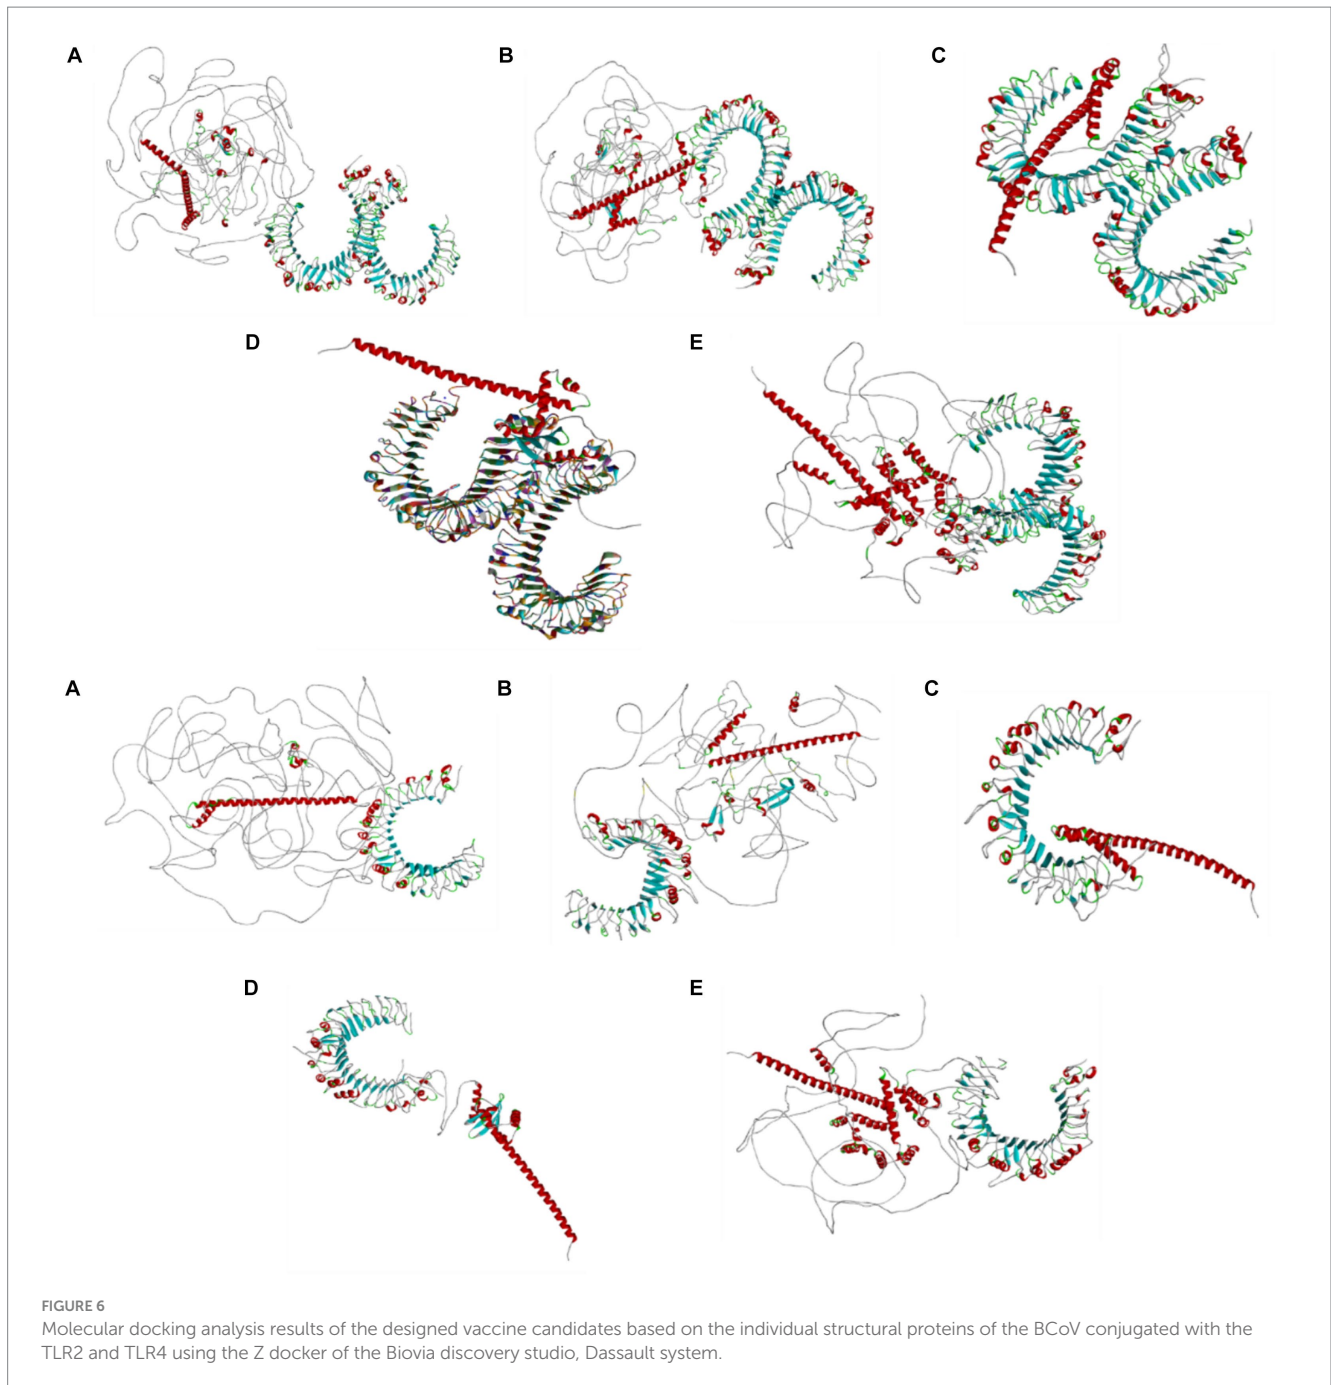 A
B
C
D
E
A
B
C
D
E
FIGURE 6
Molecular docking analysis results of the designed vaccine candidates based on the individual structural proteins of the BCoV conjugated with the
TLR2 and TLR4 using the Z docker of the Biovia discovery studio, Dassault system.